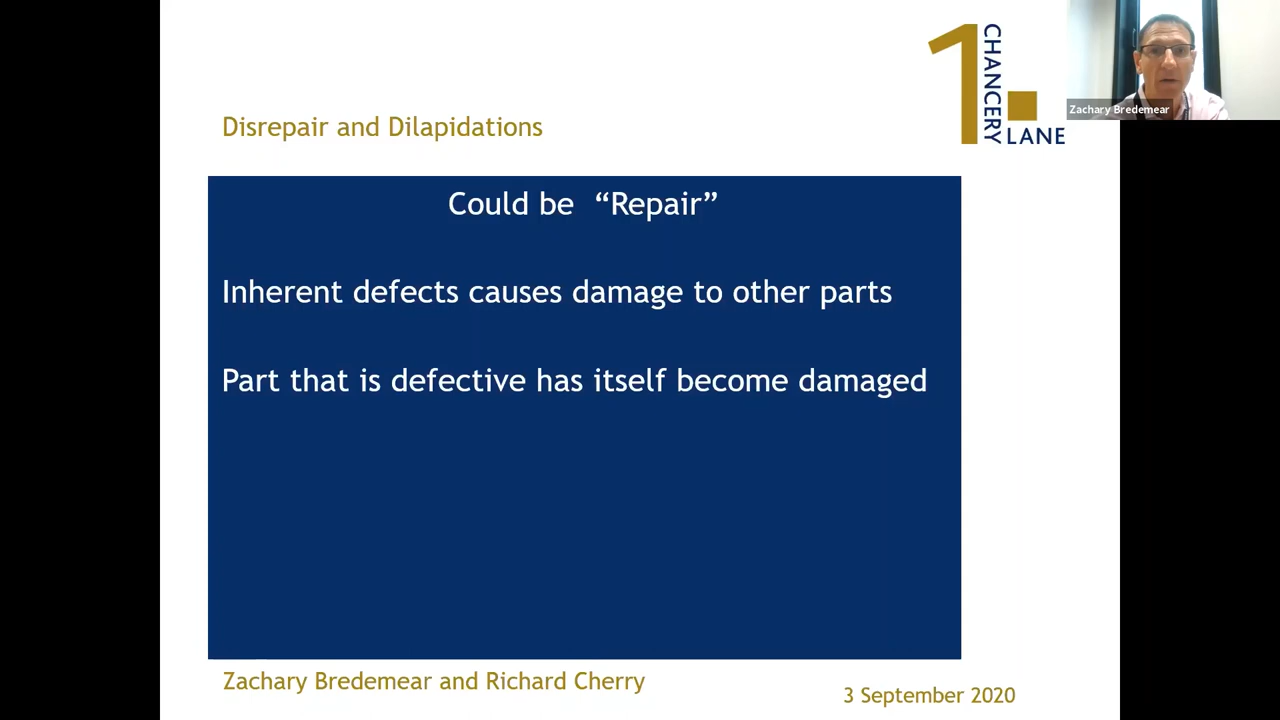 1
CHANCERY
LANE
Zachary Bredemear
Disrepair and Dilapidations
Could be “Repair”
Inherent defects causes damage to other parts
Part that is defective has itself become damaged
Zachary Bredemear and Richard Cherry
3 September 2020